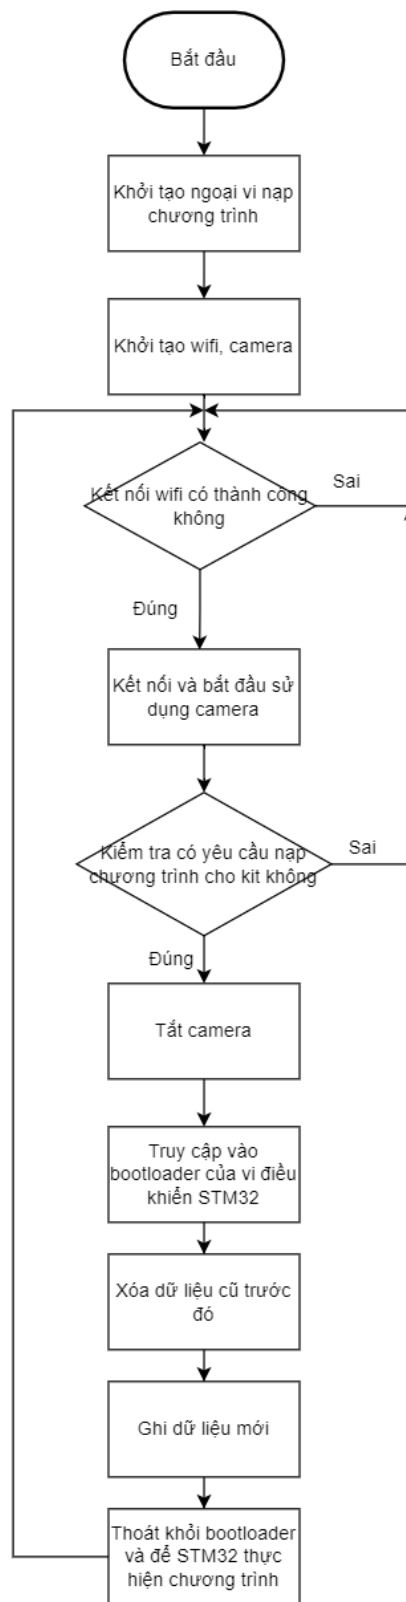 Bắt đầu
Khởi tạo ngoại vi nạp
chương trình
Khởi tạo wifi, camera
Kết nối wifi có thành công
không
Sai
Đúng
Kết nối và bắt đầu sử
dụng camera
Kiểm tra có yêu cầu nạp
chương trình cho kit không
Sai
Đúng
Tắt camera
Truy cập vào
bootloader của vi điều
khiển STM32
Xóa dữ liệu cũ trước
đó
Ghi dữ liệu mới
Thoát khỏi bootloader
và để STM32 thực
hiện chương trình